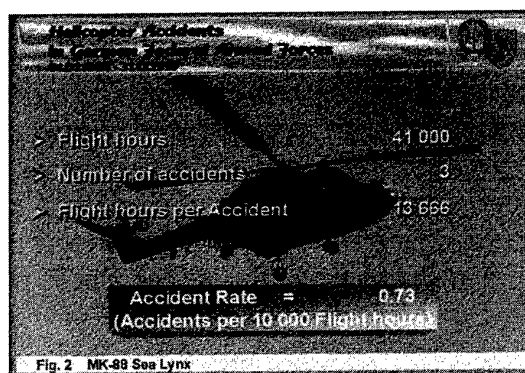 Helicopter Accidents
in German Federal Armed Forces
> Flight hours 41 000
> Number of accidents 3
> Flight hours per Accident 13 666
Accident Rate = 0.73
(Accidents per 10 000 Flight hours)
Fig. 2 MK-88 Sea Lynx